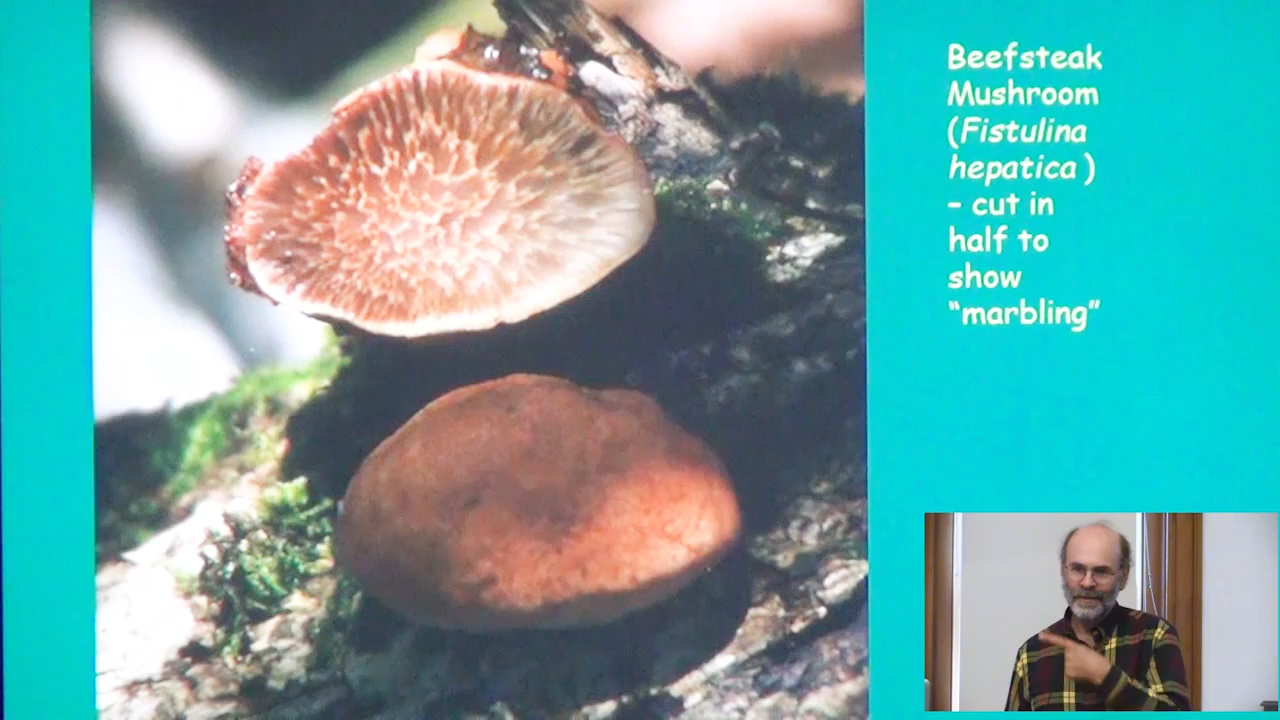 Beefsteak
Mushroom
(Fistulina
hepatica )
– cut in
half to
show
“marbling”